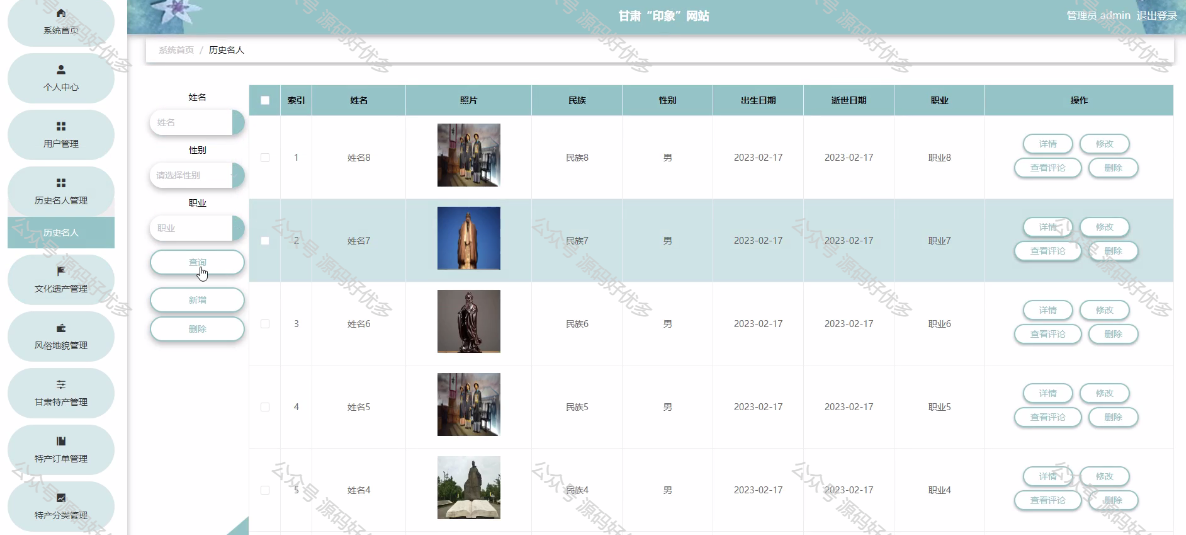 甘肃“印象”网站
管理员 admin 退出登录
系统首页
个人中心
用户管理
历史名人管理
历史名人
文化遗产管理
风俗地貌管理
甘肃特产管理
特产订单管理
特产分类管理
系统首页 / 历史名人
姓名
姓名
性别
请选择性别
职业
职业
查询
新增
删除
索引 姓名 照片 民族 性别 出生日期 逝世日期 职业 操作
1 姓名8 民族8 男 2023-02-17 2023-02-17 职业8 详情 修改
查看评论 删除
2 姓名7 民族7 男 2023-02-17 2023-02-17 职业7 详情 修改
查看评论 删除
3 姓名6 民族6 男 2023-02-17 2023-02-17 职业6 详情 修改
查看评论 删除
4 姓名5 民族5 男 2023-02-17 2023-02-17 职业5 详情 修改
查看评论 删除
5 姓名4 民族4 男 2023-02-17 2023-02-17 职业4 详情 修改
查看评论 删除
公众号 源码好优多